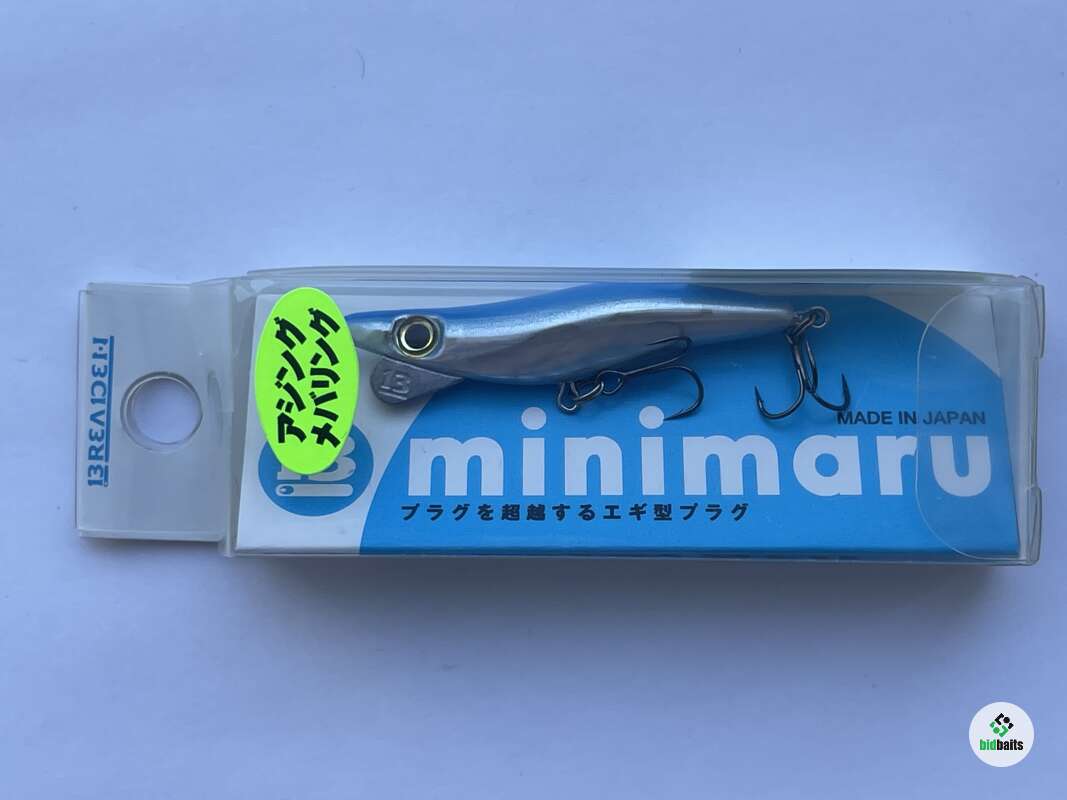 BREADEN
アジング
メバリング
13
minimaru
MADE IN JAPAN
プラグを超越するエギ型プラグ
bidbaits